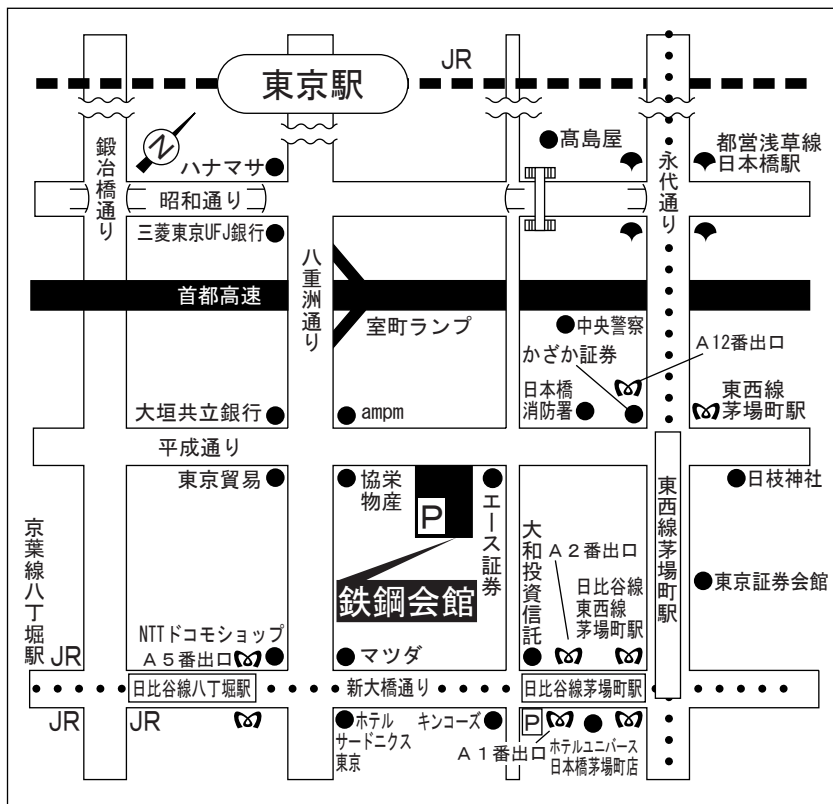 JR
東京駅
N
鍛冶橋通り
ハナマサ
髙島屋
都営浅草線
日本橋駅
永代通り
昭和通り
三菱東京UFJ銀行
八重洲通り
首都高速
室町ランプ
中央警察
かざか証券
A12番出口
日本橋
消防署
東西線
茅場町駅
大垣共立銀行
ampm
平成通り
東京貿易
協栄
物産
P
エース証券
大和投資信託
A2番出口
日比谷線
東西線
茅場町駅
東西線茅場町駅
日枝神社
東京証券会館
鉄鋼会館
京葉線八丁堀駅
NTTドコモショップ
A5番出口
マツダ
JR
日比谷線八丁堀駅
新大橋通り
日比谷線茅場町駅
JR
JR
ホテル
サードニクス
東京
キンコーズ
P
A1番出口
ホテルユニバース
日本橋茅場町店